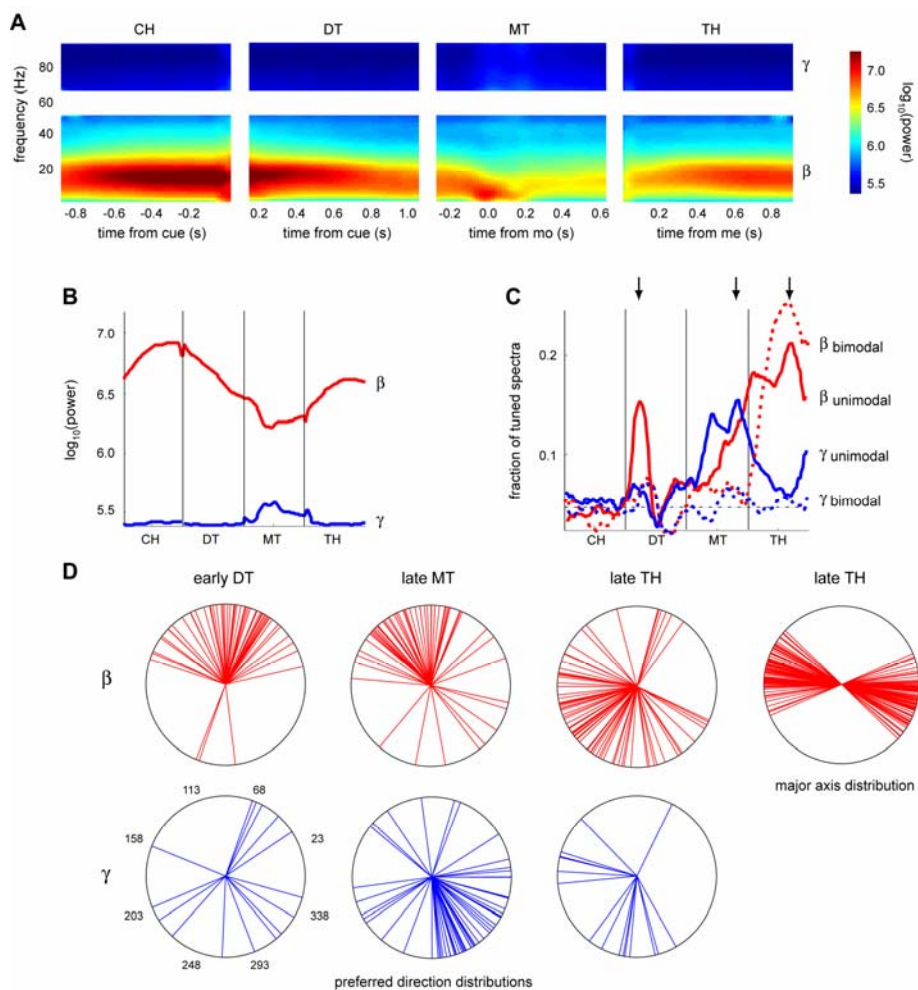 A
CH DT MT TH
frequency (Hz)
80
60
40
20
γ
β
-0.8 -0.6 -0.4 -0.2
time from cue (s)
0.2 0.4 0.6 0.8 1.0
time from cue (s)
-0.2 0.0 0.2 0.4 0.6
time from mo (s)
0.2 0.4 0.6 0.8
time from me (s)
7.0
6.5
6.0
5.5
log10(power)
B
log10(power)
7.0
6.5
6.0
5.5
β
γ
CH DT MT TH
C
fraction of tuned spectra
0.2
0.1
β bimodal
β unimodal
γ unimodal
γ bimodal
CH DT MT TH
D
early DT late MT late TH late TH
β
major axis distribution
γ
113 68
158 23
203 338
248 293
preferred direction distributions